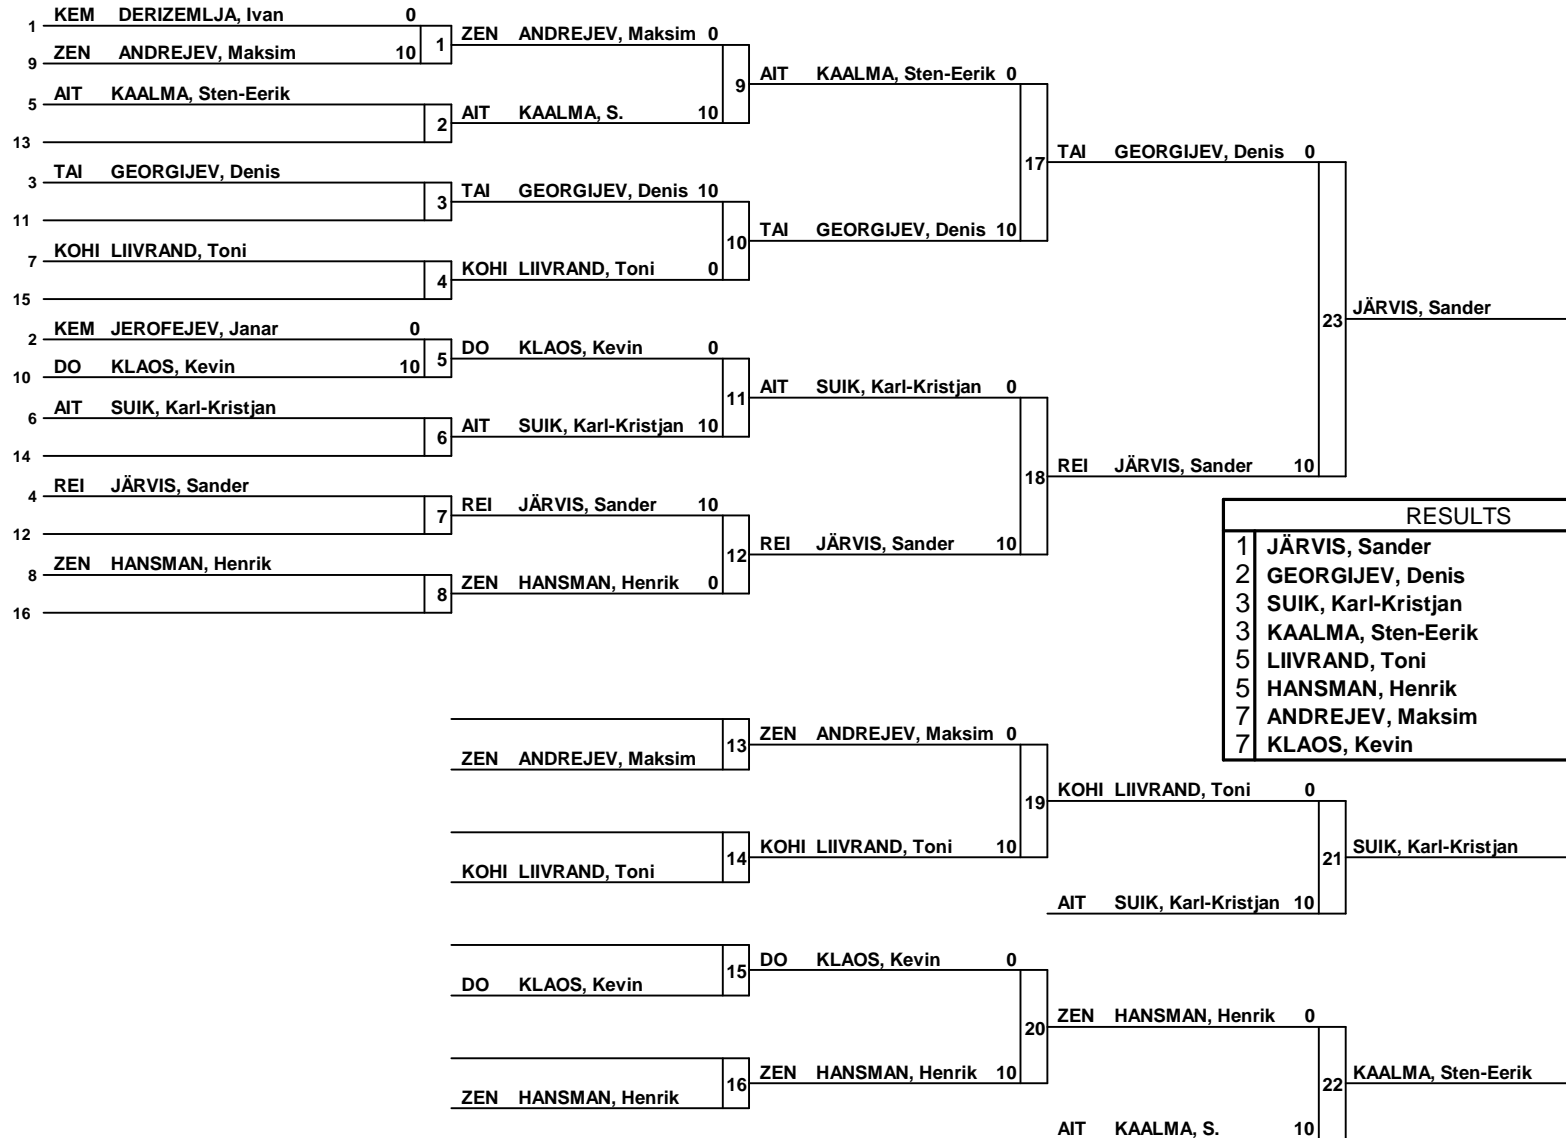 1 KEM DERIZEMLJA, Ivan 0
9 ZEN ANDREJEV, Maksim 10
1
ZEN ANDREJEV, Maksim 0
5 AIT KAALMA, Sten-Eerik
13
2
AIT KAALMA, S. 10
9
AIT KAALMA, Sten-Eerik 0
3 TAI GEORGIJEV, Denis
11
3
TAI GEORGIJEV, Denis 10
7 KOHI LIIVRAND, Toni
15
4
KOHI LIIVRAND, Toni 0
10
TAI GEORGIJEV, Denis 10
17
TAI GEORGIJEV, Denis 0
2 KEM JEROFEJEV, Janar 0
10 DO KLAOS, Kevin 10
5
DO KLAOS, Kevin 0
6 AIT SUIK, Karl-Kristjan
14
6
AIT SUIK, Karl-Kristjan 10
11
AIT SUIK, Karl-Kristjan 0
4 REI JÄRVIS, Sander
12
7
REI JÄRVIS, Sander 10
8 ZEN HANSMAN, Henrik
16
8
ZEN HANSMAN, Henrik 0
12
REI JÄRVIS, Sander 10
18
REI JÄRVIS, Sander 10
23
JÄRVIS, Sander
RESULTS
1 JÄRVIS, Sander
2 GEORGIJEV, Denis
3 SUIK, Karl-Kristjan
3 KAALMA, Sten-Eerik
5 LIIVRAND, Toni
5 HANSMAN, Henrik
7 ANDREJEV, Maksim
7 KLAOS, Kevin
ZEN ANDREJEV, Maksim
13
ZEN ANDREJEV, Maksim 0
KOHI LIIVRAND, Toni
14
KOHI LIIVRAND, Toni 10
19
KOHI LIIVRAND, Toni 0
AIT SUIK, Karl-Kristjan 10
21
SUIK, Karl-Kristjan
DO KLAOS, Kevin
15
DO KLAOS, Kevin 0
ZEN HANSMAN, Henrik
16
ZEN HANSMAN, Henrik 10
20
ZEN HANSMAN, Henrik 0
AIT KAALMA, S. 10
22
KAALMA, Sten-Eerik